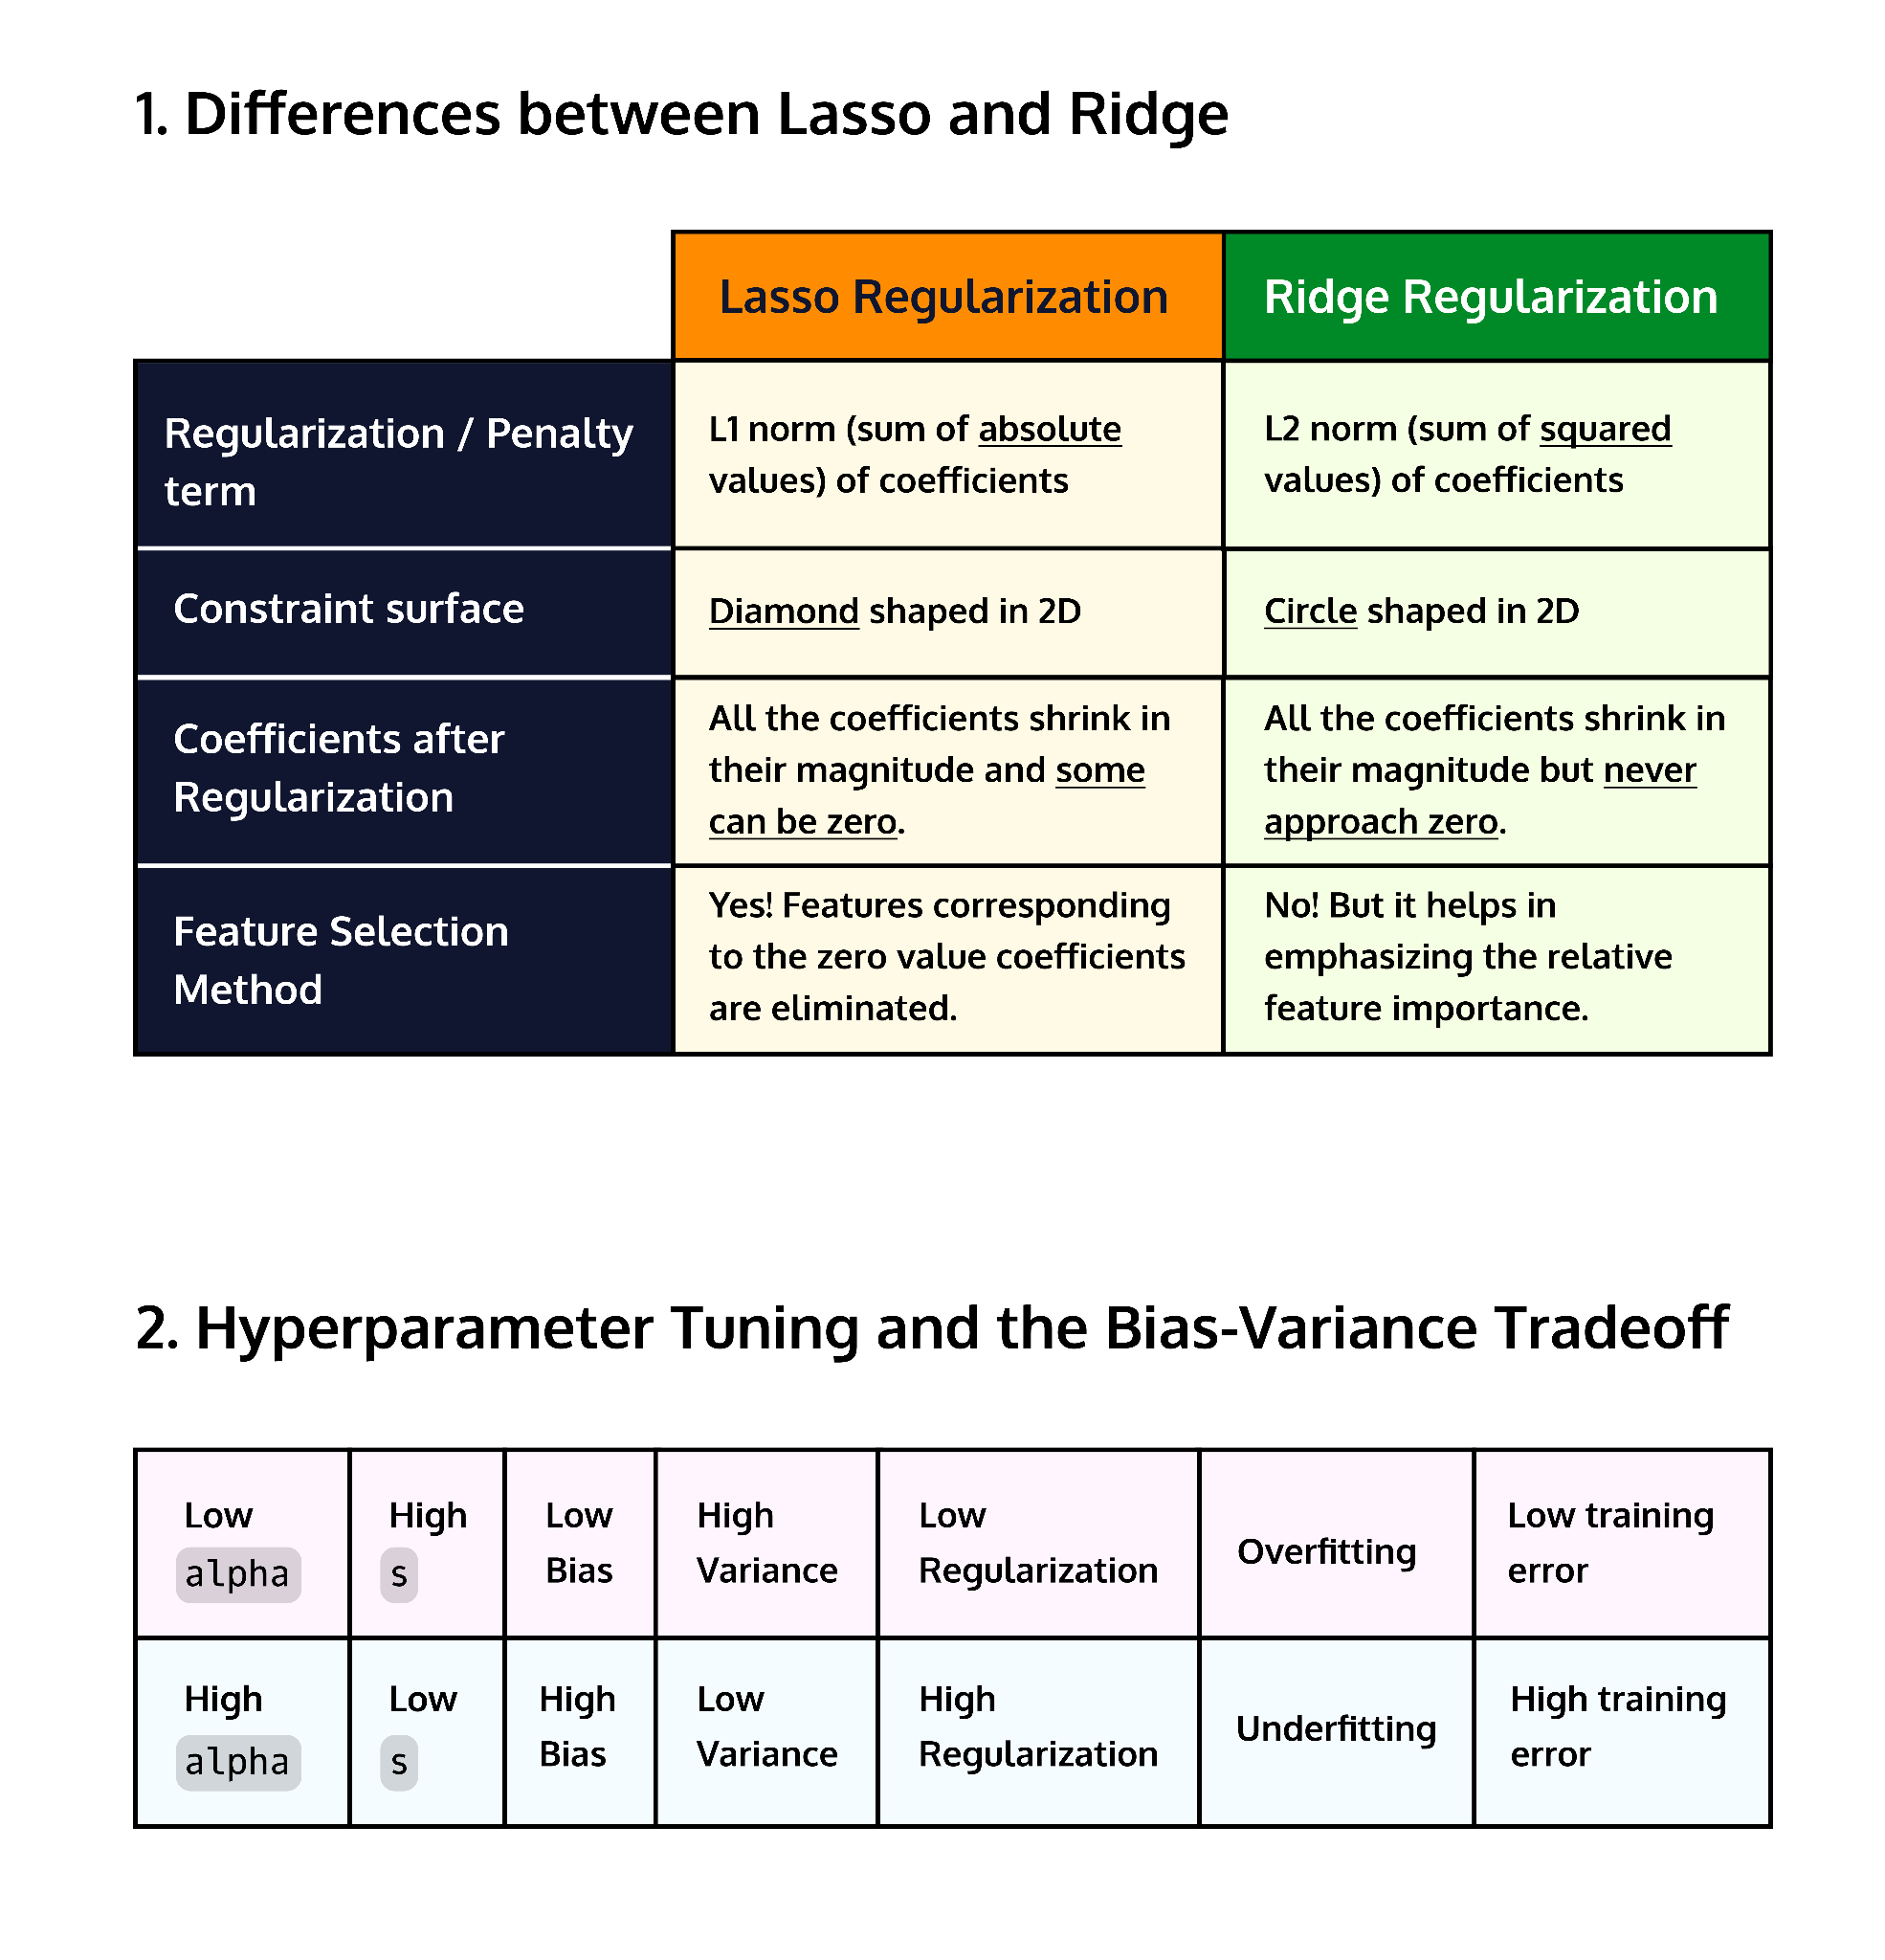 1. Differences between Lasso and Ridge
Lasso Regularization
Ridge Regularization
Regularization / Penalty
term
L1 norm (sum of absolute
values) of coefficients
L2 norm (sum of squared
values) of coefficients
Constraint surface
Diamond shaped in 2D
Circle shaped in 2D
Coefficients after
Regularization
All the coefficients shrink in
their magnitude and some
can be zero.
All the coefficients shrink in
their magnitude but never
approach zero.
Feature Selection
Method
Yes! Features corresponding
to the zero value coefficients
are eliminated.
No! But it helps in
emphasizing the relative
feature importance.
2. Hyperparameter Tuning and the Bias-Variance Tradeoff
Low
alpha
High
s
Low
Bias
High
Variance
Low
Regularization
Overfitting
Low training
error
High
alpha
Low
s
High
Bias
Low
Variance
High
Regularization
Underfitting
High training
error